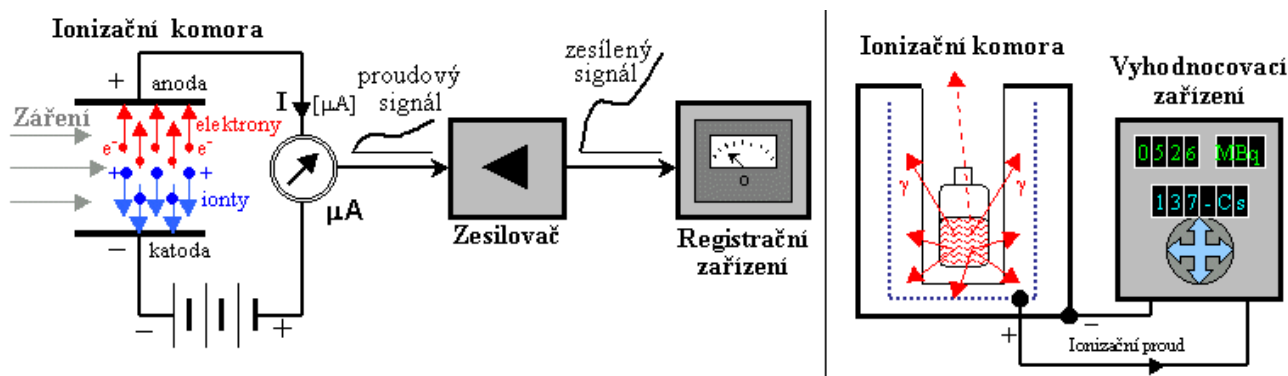 Ionizační komora
+
anoda
Záření
elektrony
e-
e-
+
+
ionty
−
katoda
−
+
I
[µA]
µA
proudový
signál
Zesilovač
zesílený
signál
0
Registrační
zařízení
Ionizační komora
γ
γ
+
−
Ionizační proud
Vyhodnocovací
zařízení
0526 MBq
137-Cs